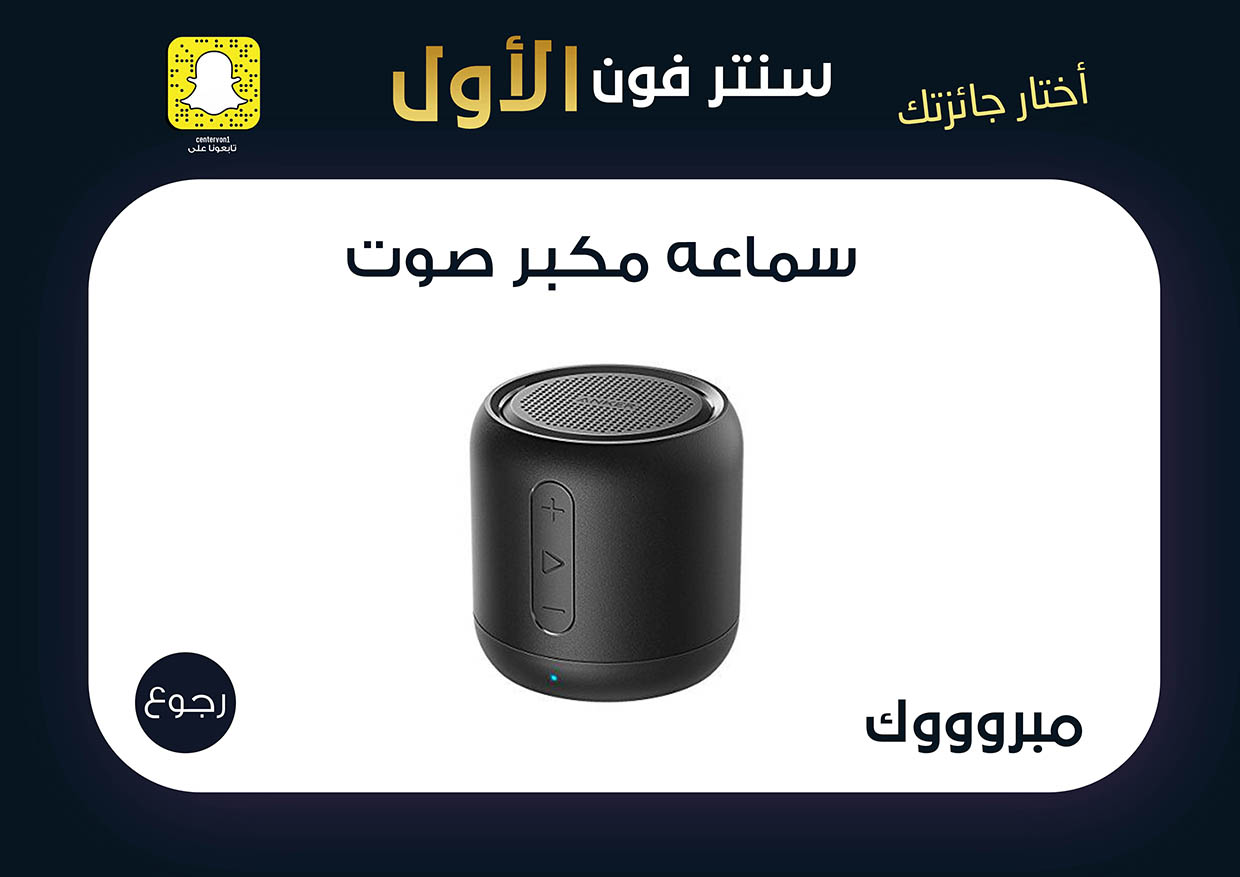 أختار جائزتك
سنتر فون الأول
centervon1
تابعونا على
سماعه مكبر صوت
مبروووك
رجوع